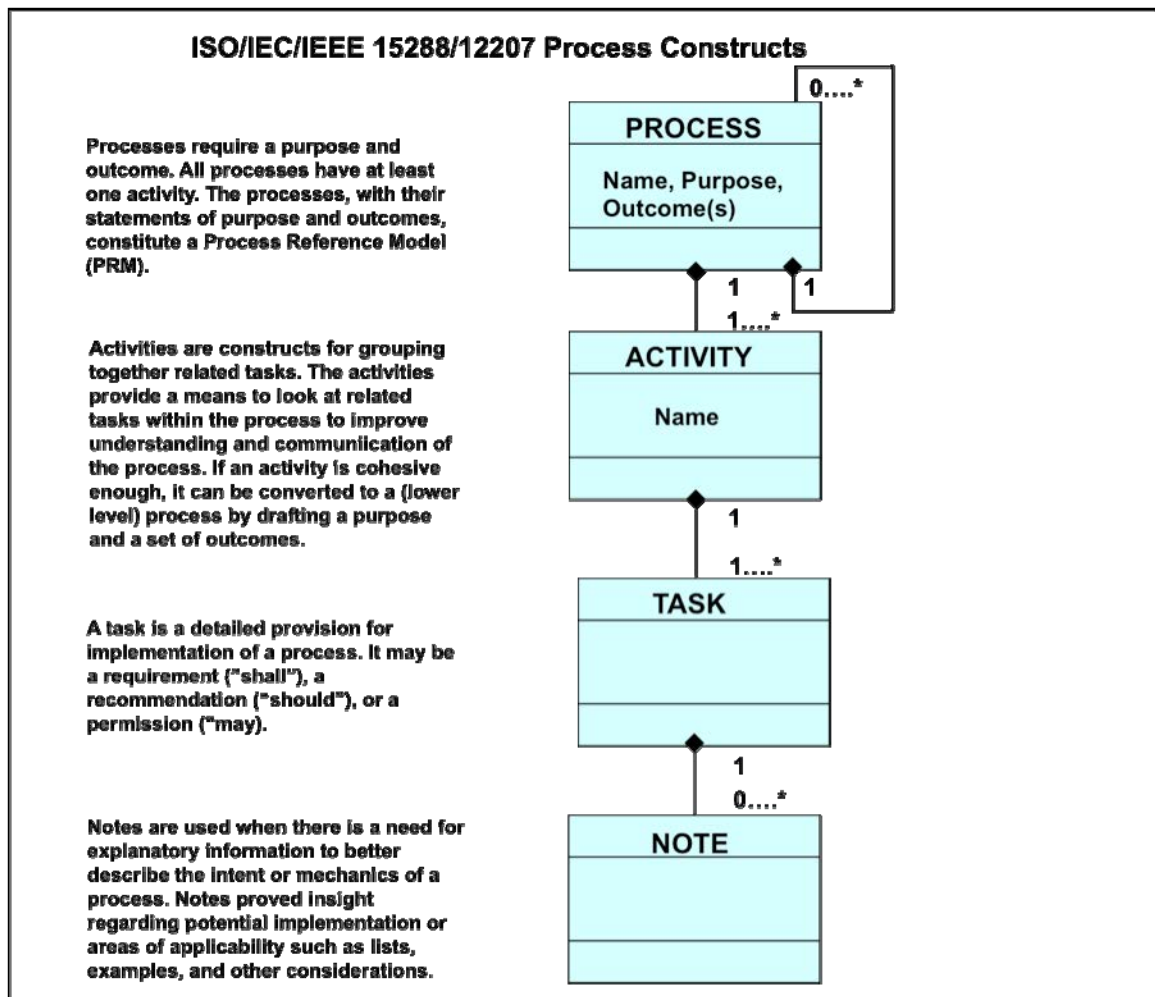 ISO/IEC/IEEE 15288/12207 Process Constructs
0....*
PROCESS
Name, Purpose,
Outcome(s)
Processes require a purpose and
outcome. All processes have at least
one activity. The processes, with their
statements of purpose and outcomes,
constitute a Process Reference Model
(PRM).
1
1
1....*
ACTIVITY
Name
Activities are constructs for grouping
together related tasks. The activities
provide a means to look at related
tasks within the process to improve
understanding and communiication of
the process. If an activity is cohesive
enough, it can be converted to a (lower
level) process by drafting a purpose
and a set of outcomes.
1
1....*
TASK
A task is a detailed provision for
implementation of a process. It may be
a requirement ("shall"), a
recommendation ("should"), or a
permission ("may).
1
0....*
NOTE
Notes are used when there is a need for
explanatory information to better
describe the intent or mechanics of a
process. Notes proved insight
regarding potential implementation or
areas of applicability such as lists,
examples, and other considerations.